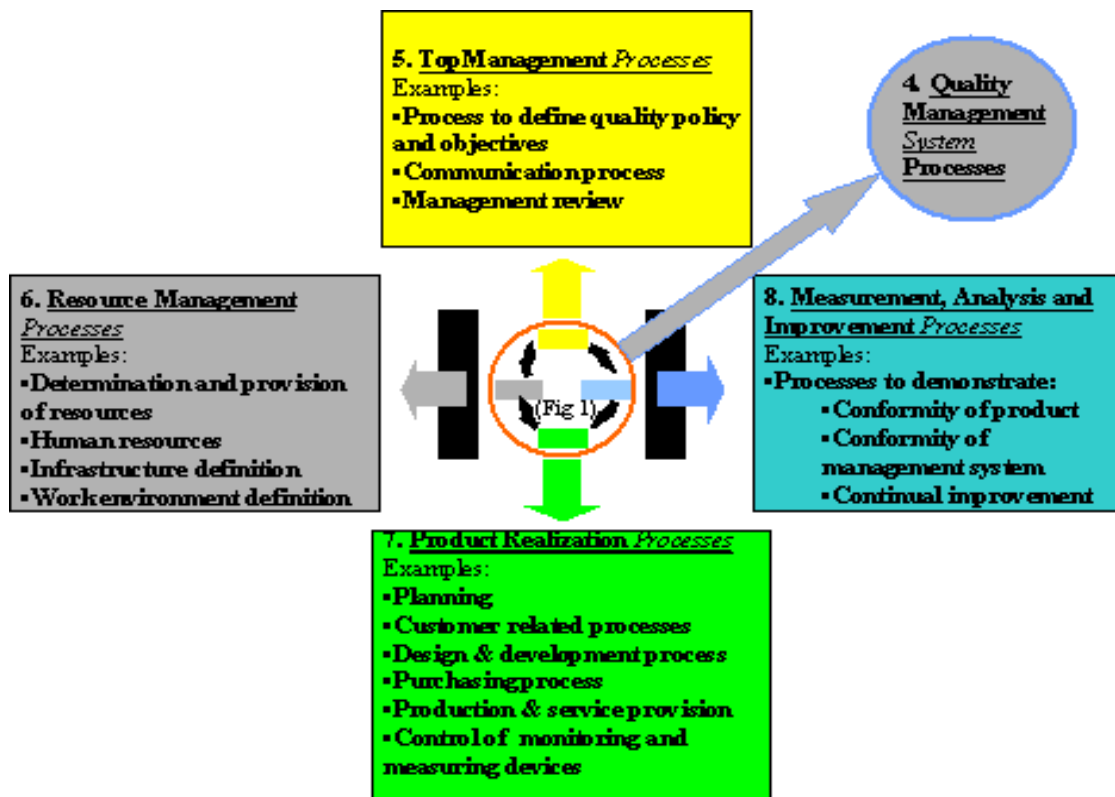 5. Top Management Processes
Examples:
▪Process to define quality policy
and objectives
▪Communication process
▪Management review
4. Quality
Management
System
Processes
6. Resource Management
Processes
Examples:
▪Determination and provision
of resources
▪Human resources
▪Infrastructure definition
▪Work environment definition
(Fig 1)
8. Measurement, Analysis and
Improvement Processes
Examples:
▪Processes to demonstrate:
▪Conformity of product
▪Conformity of
management system
▪Continual improvement
7. Product Realization Processes
Examples:
▪Planning
▪Customer related processes
▪Design & development process
▪Purchasing process
▪Production & service provision
▪Control of monitoring and
measuring devices